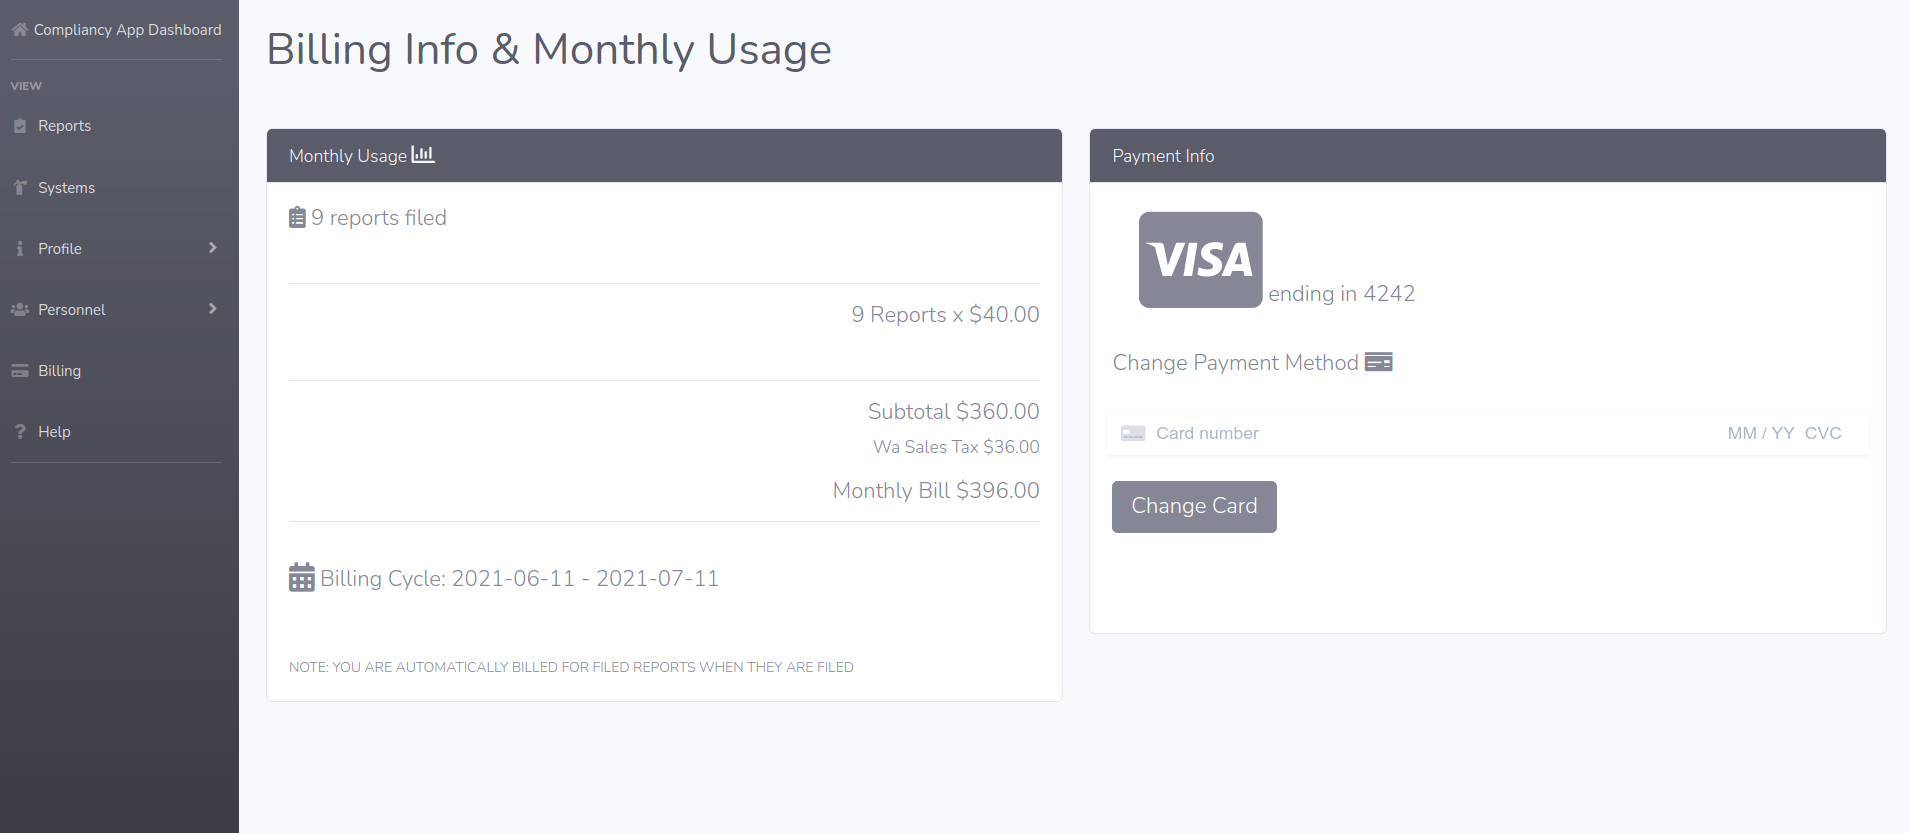 Compliancy App Dashboard
VIEW
Reports
Systems
Profile
Personnel
Billing
Help
Billing Info & Monthly Usage
Monthly Usage
9 reports filed
9 Reports x $40.00
Subtotal $360.00
Wa Sales Tax $36.00
Monthly Bill $396.00
Billing Cycle: 2021-06-11 - 2021-07-11
NOTE: YOU ARE AUTOMATICALLY BILLED FOR FILED REPORTS WHEN THEY ARE FILED
Payment Info
VISA ending in 4242
Change Payment Method
Card number MM / YY CVC
Change Card